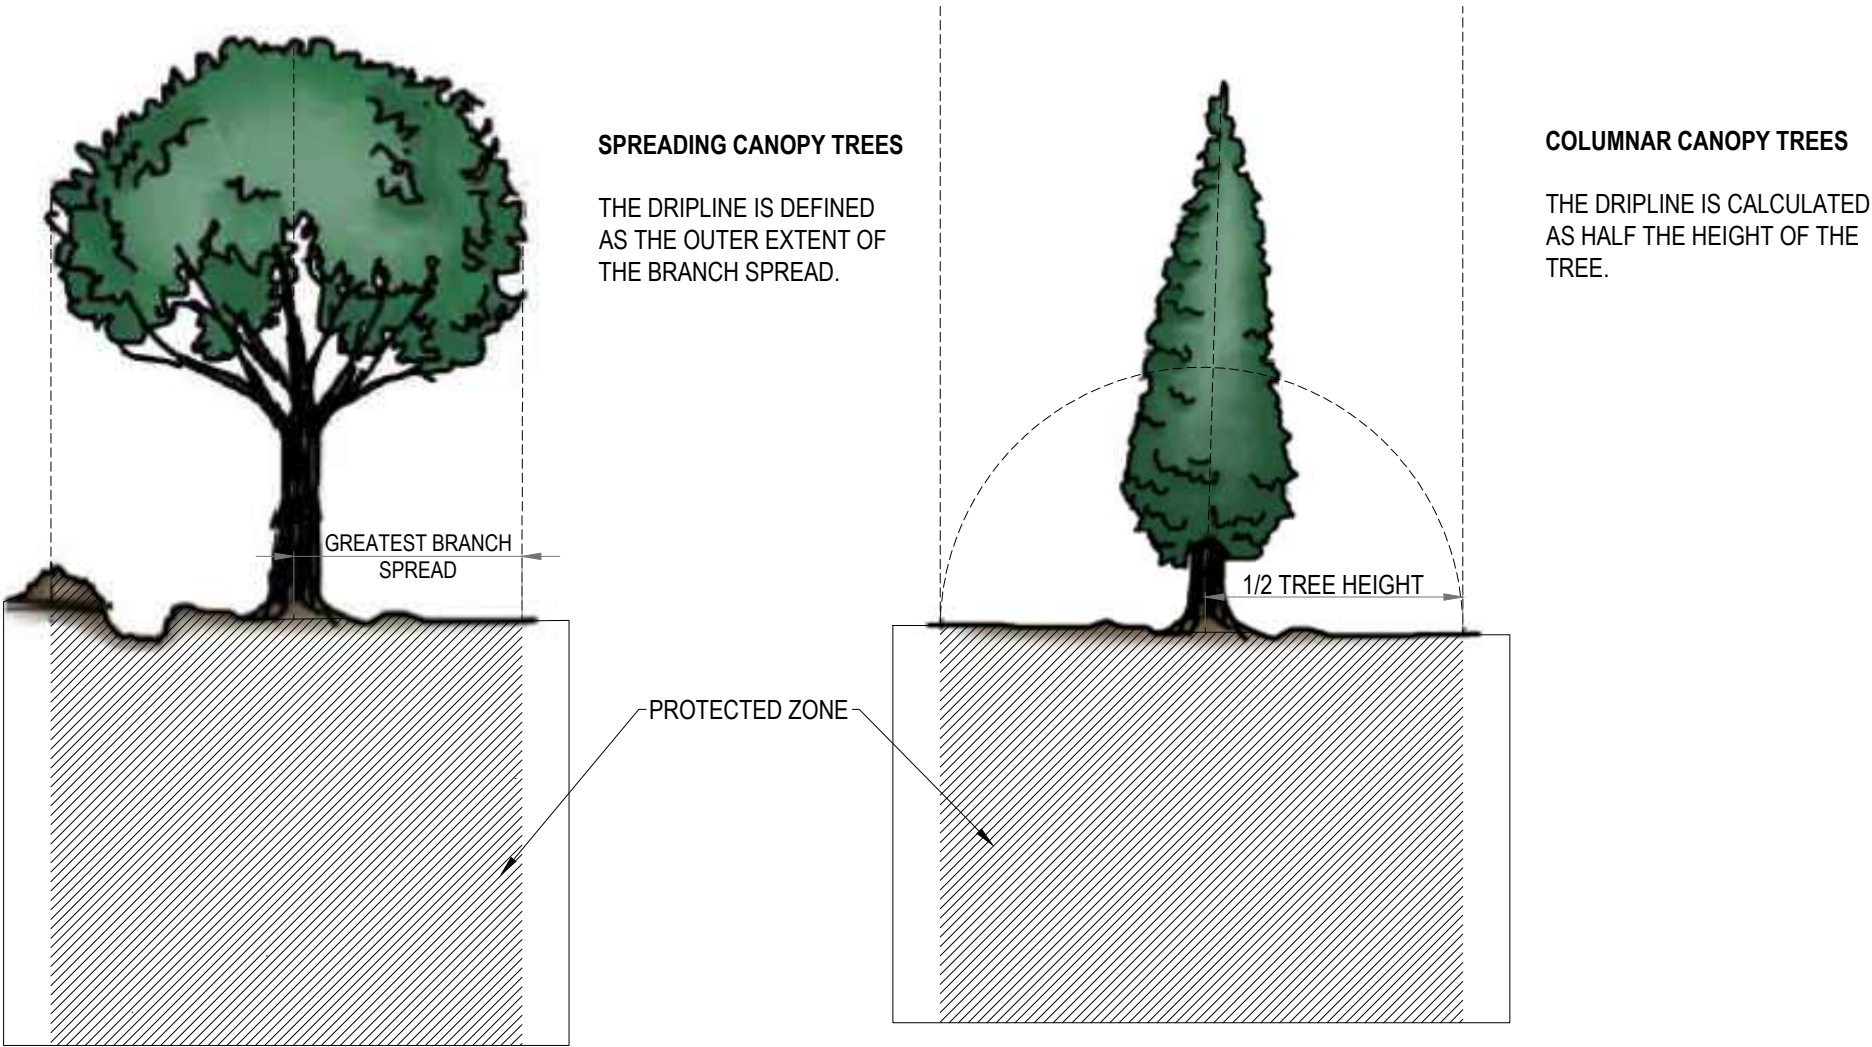 SPREADING CANOPY TREES
THE DRIPLINE IS DEFINED
AS THE OUTER EXTENT OF
THE BRANCH SPREAD.
GREATEST BRANCH
SPREAD
COLUMNAR CANOPY TREES
THE DRIPLINE IS CALCULATED
AS HALF THE HEIGHT OF THE
TREE.
1/2 TREE HEIGHT
PROTECTED ZONE